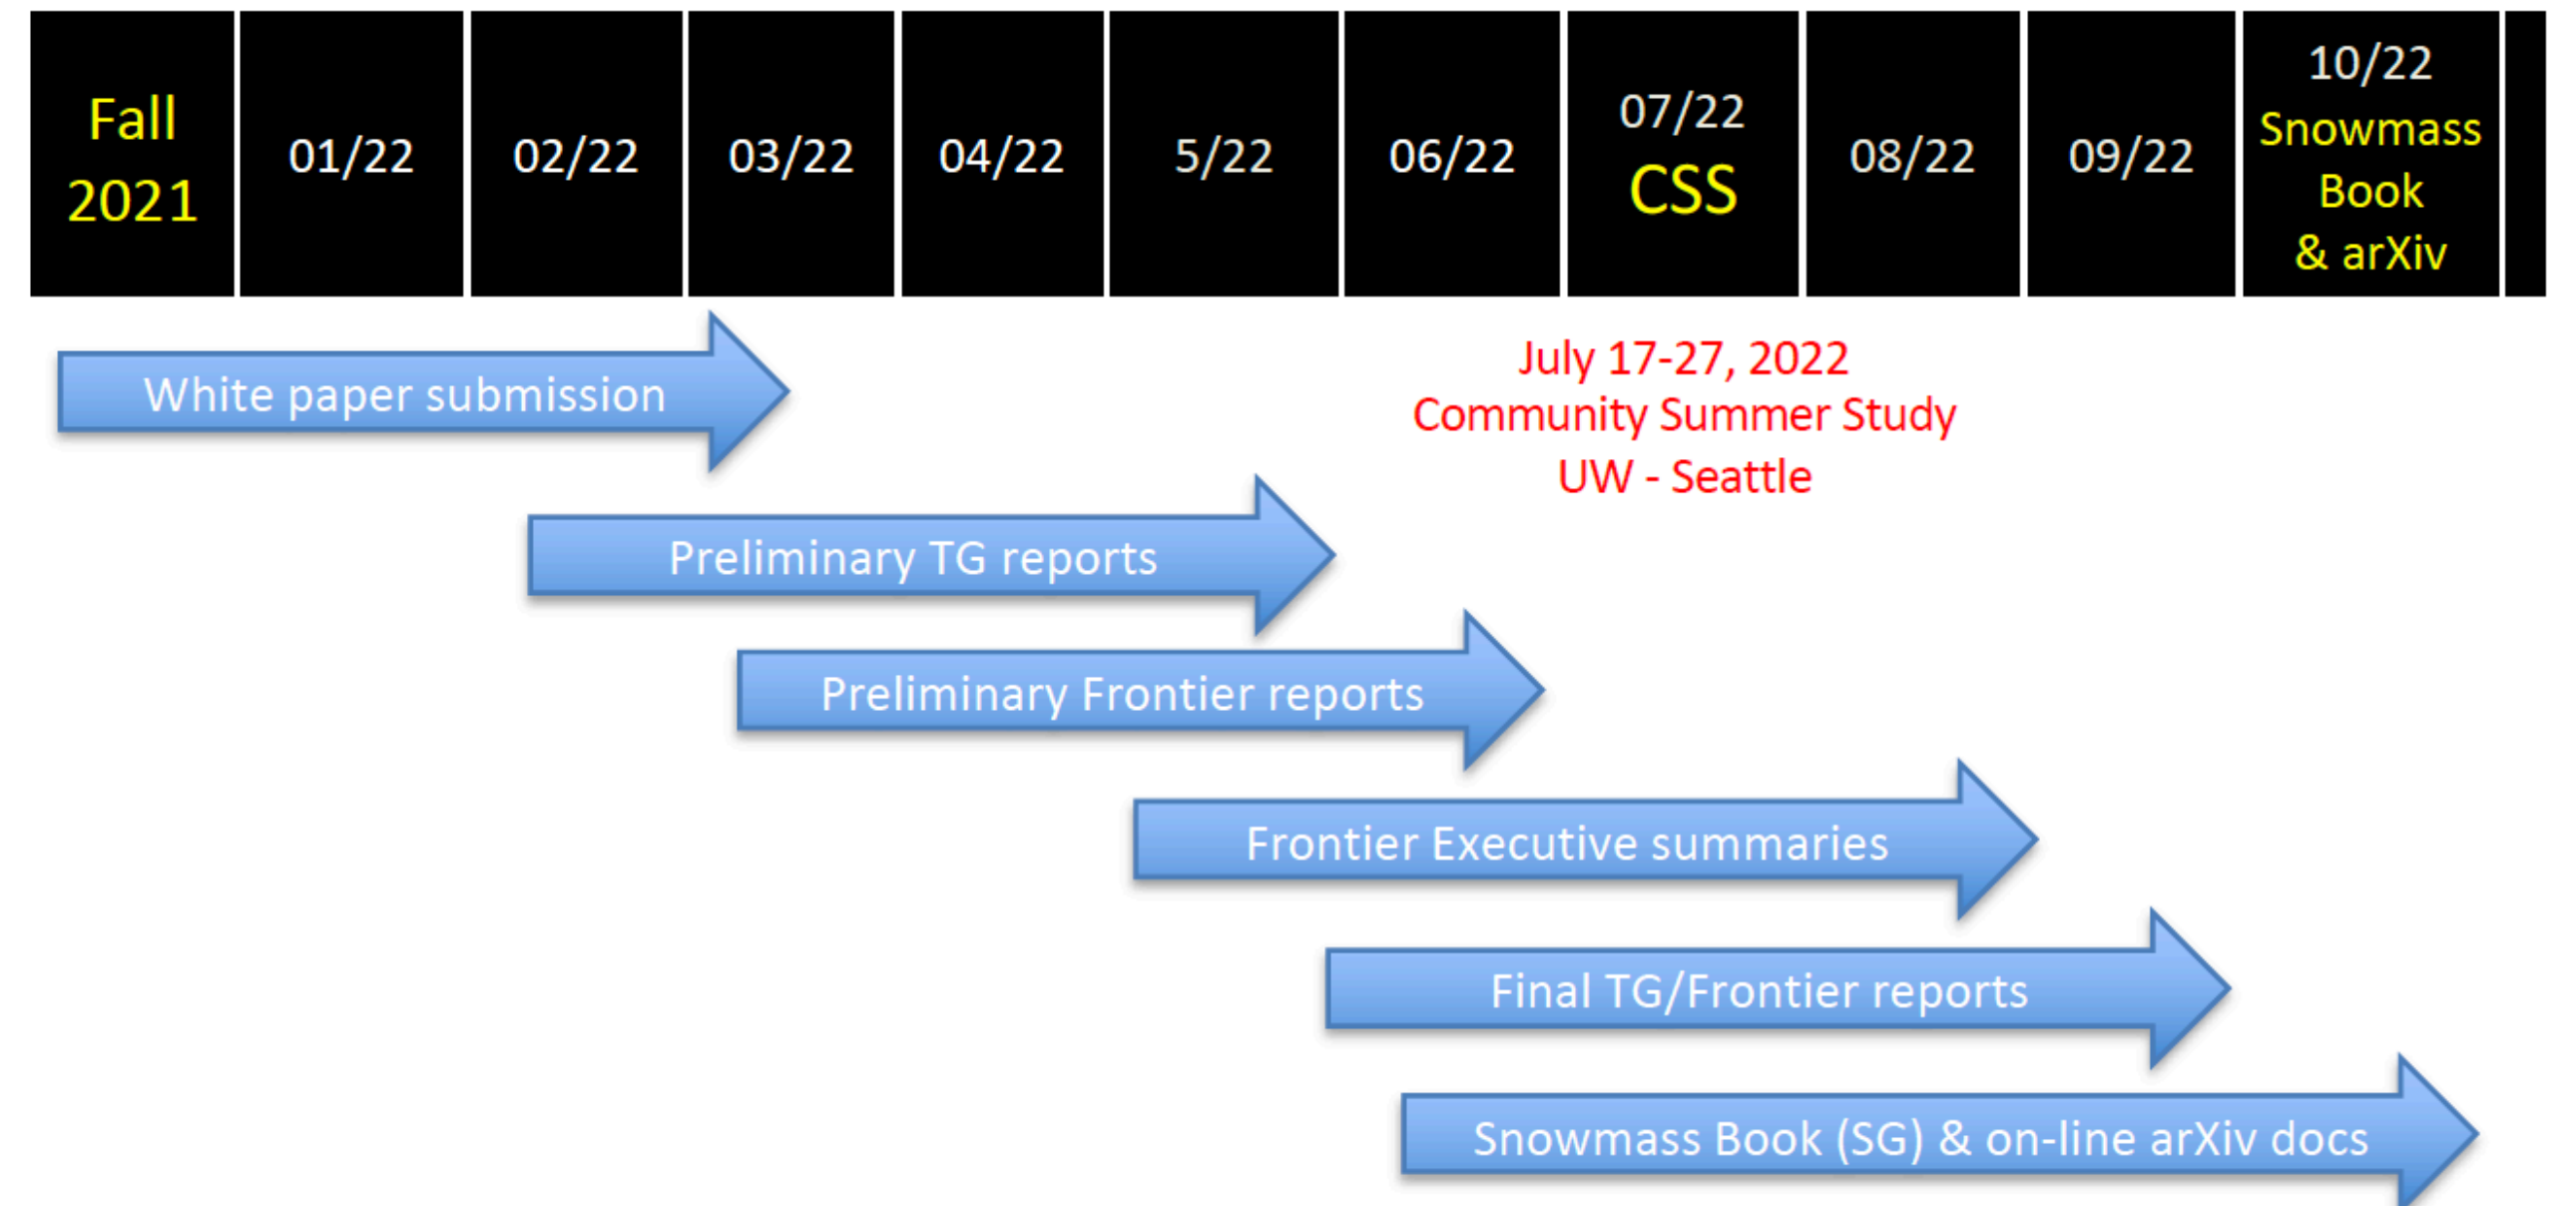 Fall
2021
01/22
02/22
03/22
04/22
5/22
06/22
07/22
CSS
08/22
09/22
10/22
Snowmass
Book
& arXiv
July 17-27, 2022
Community Summer Study
UW - Seattle
White paper submission
Preliminary TG reports
Preliminary Frontier reports
Frontier Executive summaries
Final TG/Frontier reports
Snowmass Book (SG) & on-line arXiv docs